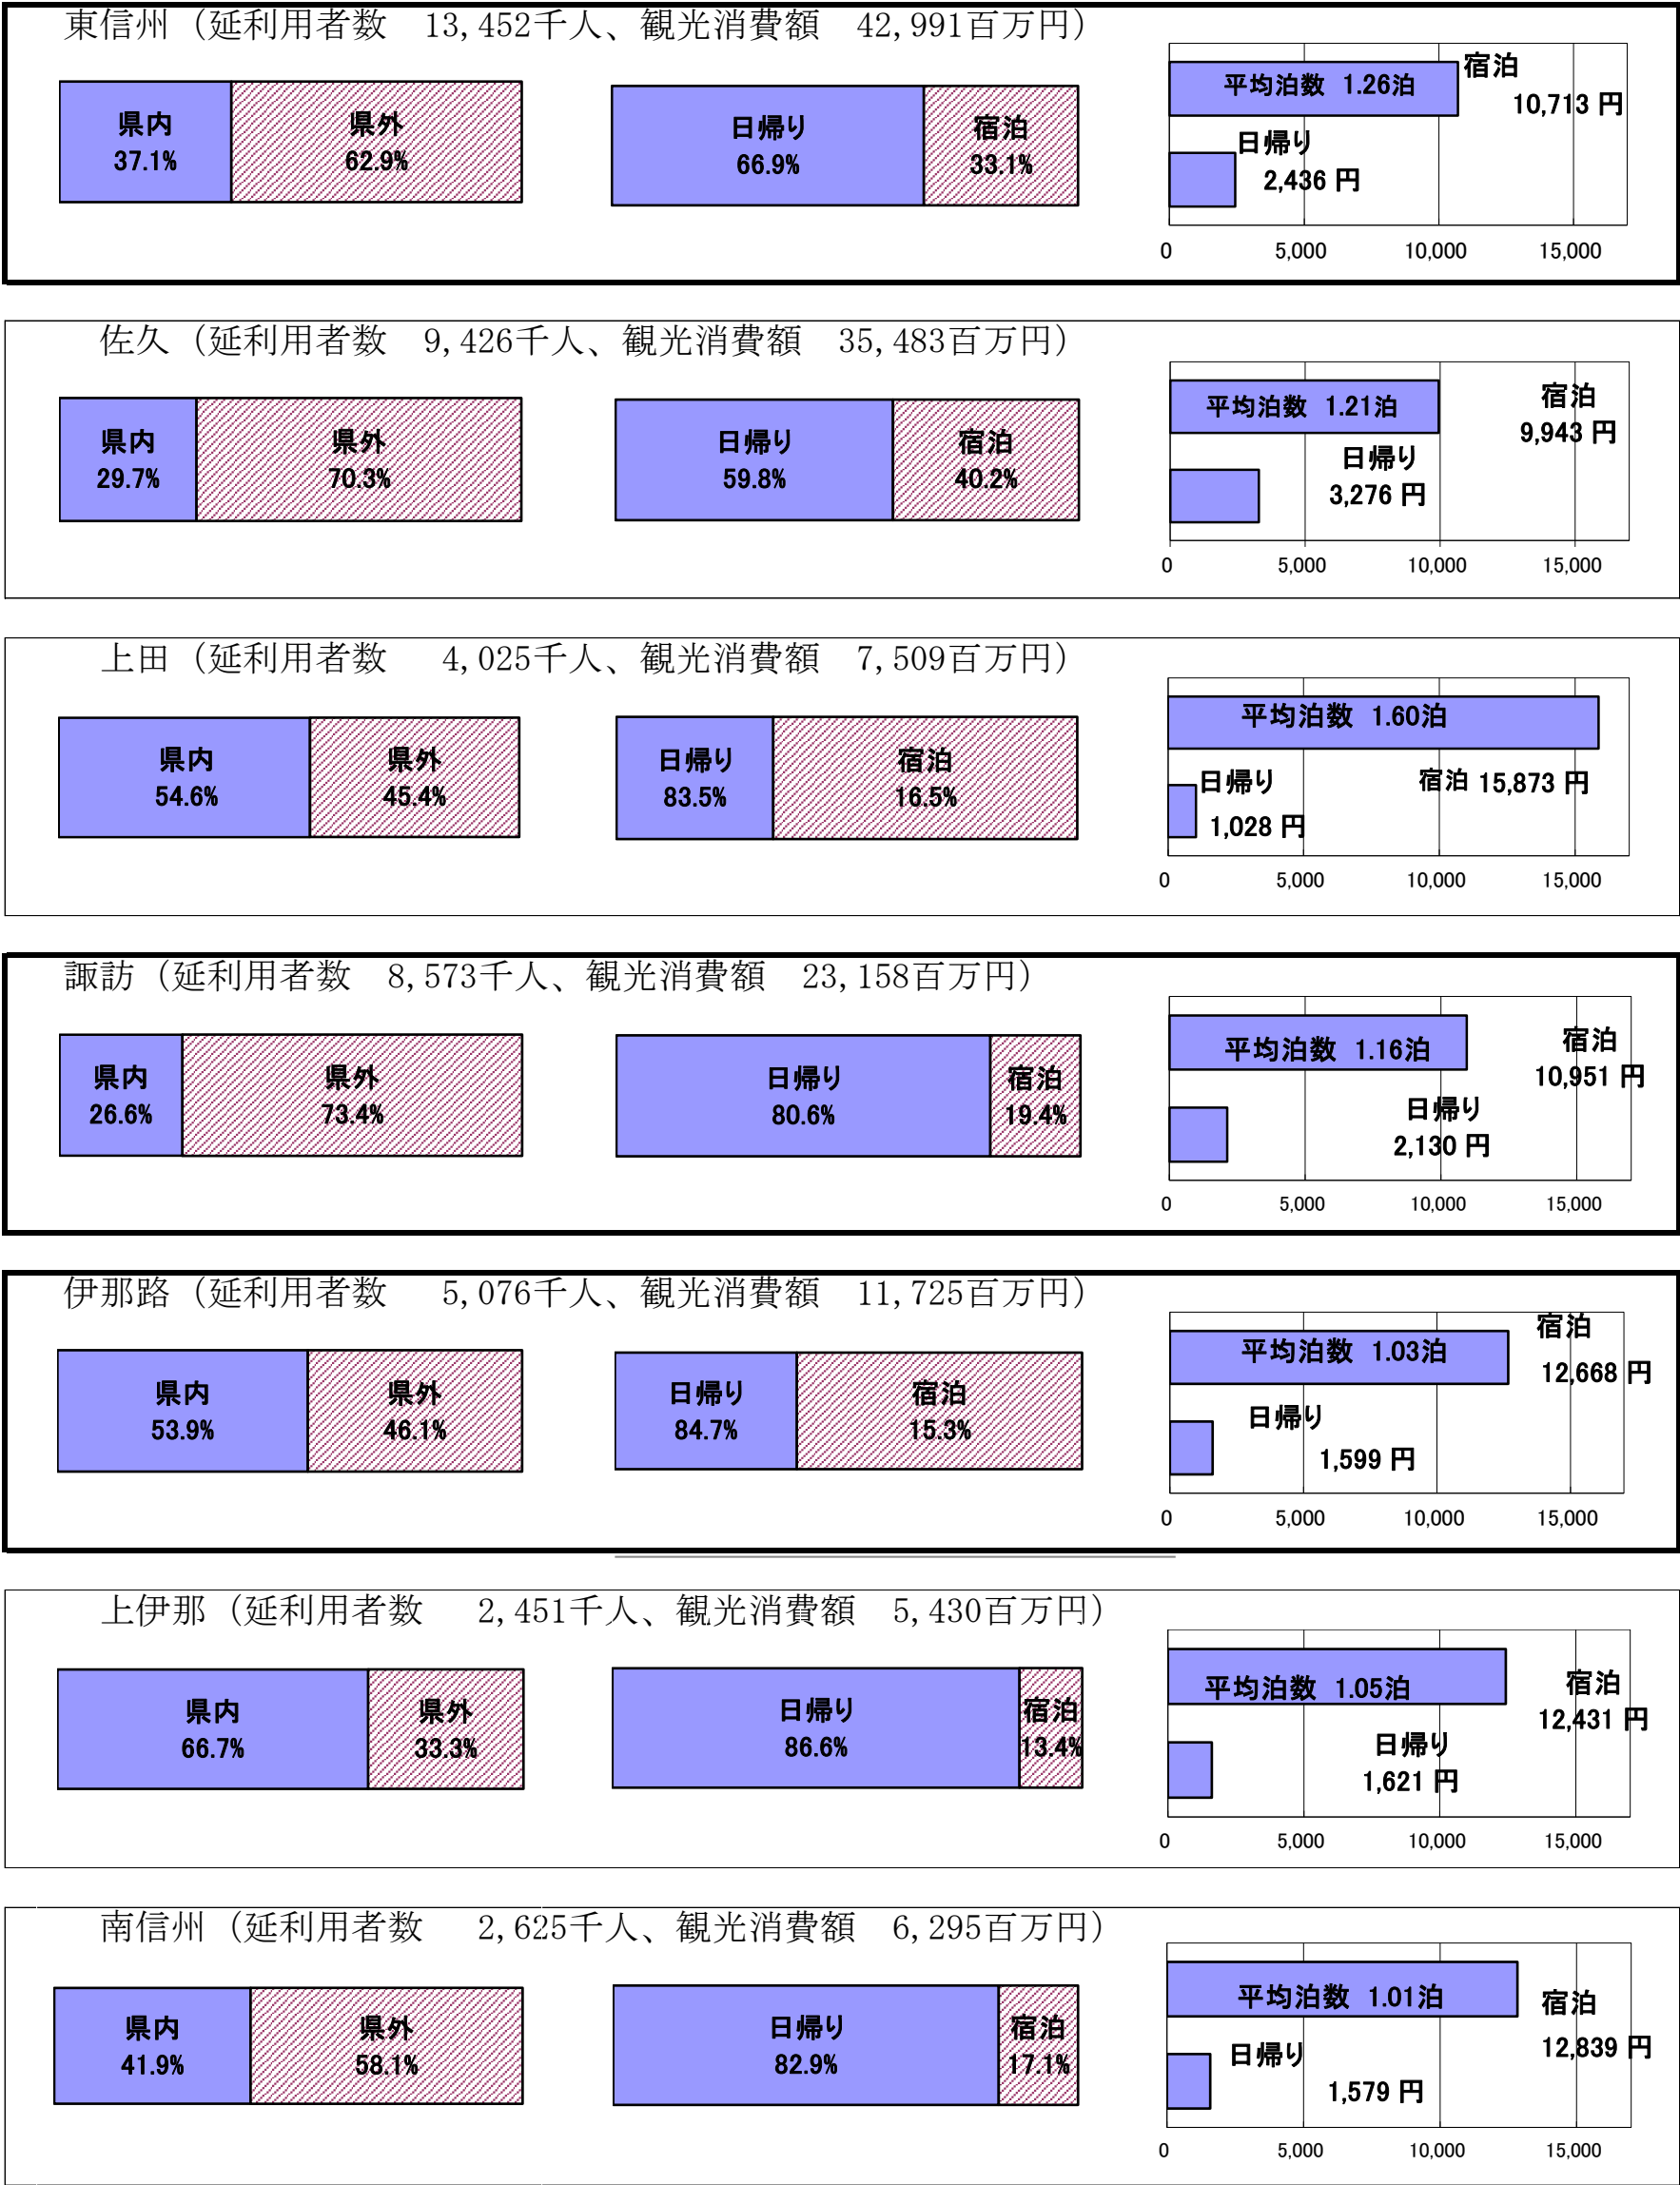 東信州（延利用者数　13,452千人、観光消費額　42,991百万円）
県内
37.1%
県外
62.9%
日帰り
66.9%
宿泊
33.1%
平均泊数 1.26泊
宿泊
10,713 円
日帰り
2,436 円
0 5,000 10,000 15,000
佐久（延利用者数　9,426千人、観光消費額　35,483百万円）
県内
29.7%
県外
70.3%
日帰り
59.8%
宿泊
40.2%
平均泊数 1.21泊
宿泊
9,943 円
日帰り
3,276 円
0 5,000 10,000 15,000
上田（延利用者数　4,025千人、観光消費額　7,509百万円）
県内
54.6%
県外
45.4%
日帰り
83.5%
宿泊
16.5%
平均泊数 1.60泊
宿泊 15,873 円
日帰り
1,028 円
0 5,000 10,000 15,000
諏訪（延利用者数　8,573千人、観光消費額　23,158百万円）
県内
26.6%
県外
73.4%
日帰り
80.6%
宿泊
19.4%
平均泊数 1.16泊
宿泊
10,951 円
日帰り
2,130 円
0 5,000 10,000 15,000
伊那路（延利用者数　5,076千人、観光消費額　11,725百万円）
県内
53.9%
県外
46.1%
日帰り
84.7%
宿泊
15.3%
平均泊数 1.03泊
宿泊
12,668 円
日帰り
1,599 円
0 5,000 10,000 15,000
上伊那（延利用者数　2,451千人、観光消費額　5,430百万円）
県内
66.7%
県外
33.3%
日帰り
86.6%
宿泊
13.4%
平均泊数 1.05泊
宿泊
12,431 円
日帰り
1,621 円
0 5,000 10,000 15,000
南信州（延利用者数　2,625千人、観光消費額　6,295百万円）
県内
41.9%
県外
58.1%
日帰り
82.9%
宿泊
17.1%
平均泊数 1.01泊
宿泊
12,839 円
日帰り
1,579 円
0 5,000 10,000 15,000